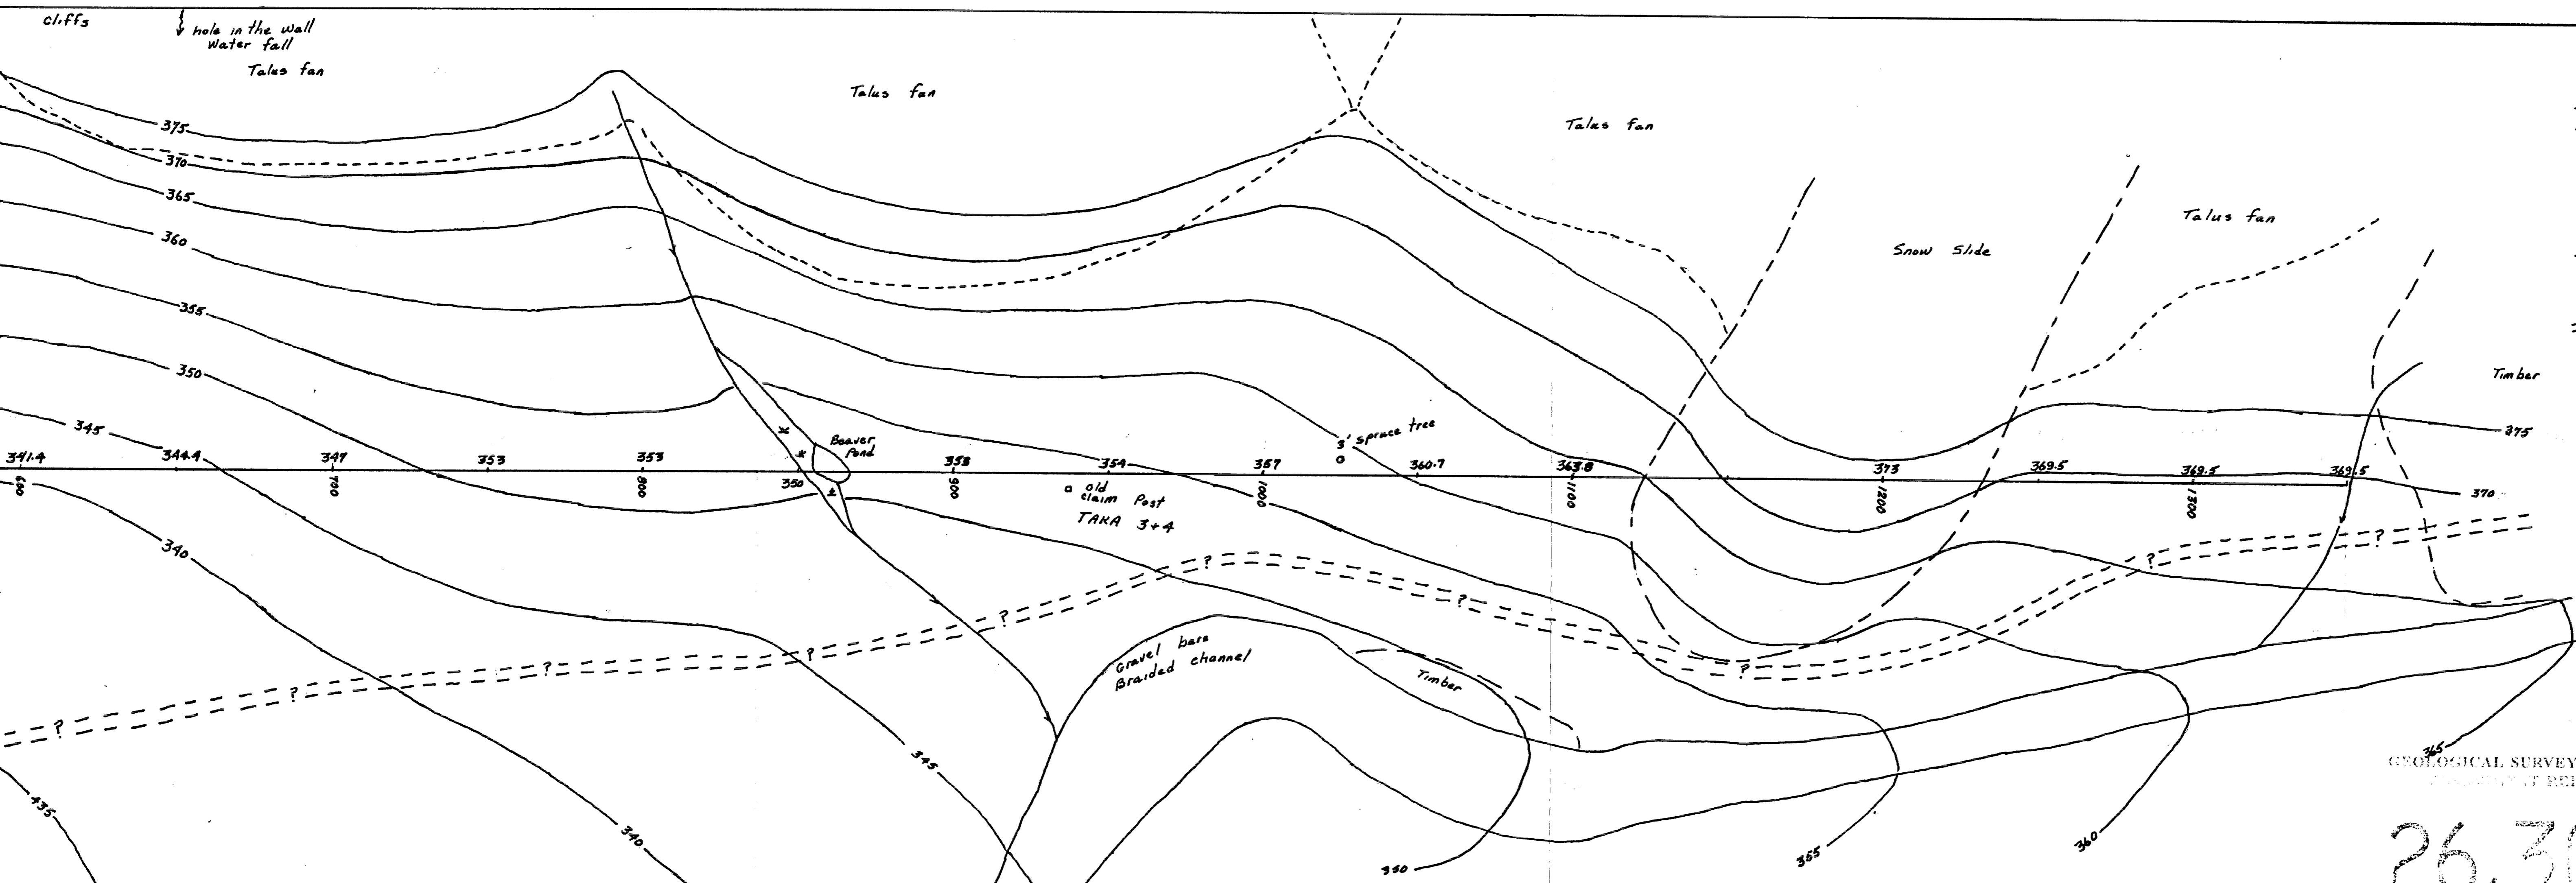 cliffs
hole in the wall
Water fall
Talus fan
Talus fan
Talus fan
Talus fan
Snow Slide
Timber
375
370
365
360
355
350
345
340
435
340
345
350
355
360
365
275
370
3' spruce tree
Beaver
Pond
341.4
344.4
347
353
353
350
358
354
357
360.7
363.8
373
369.5
369.5
369.5
600
700
800
900
1000
1100
1200
1300
old
claim Post
TAKA 3+4
? ? ? ? ? ? ? ? ? ? ?
Gravel bars
Braided channel
Timber
GEOLOGICAL SURVEY